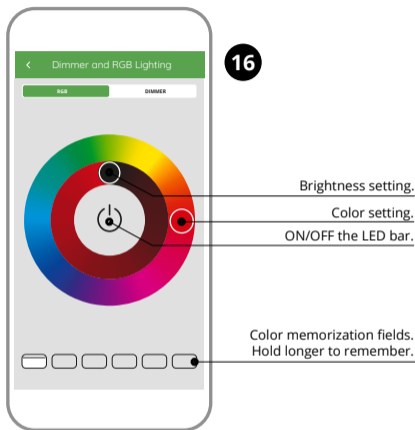 Dimmer and RGB Lighting
16
RGB
DIMMER
Brightness setting.
Color setting.
ON/OFF the LED bar.
Color memorization fields.
Hold longer to remember.